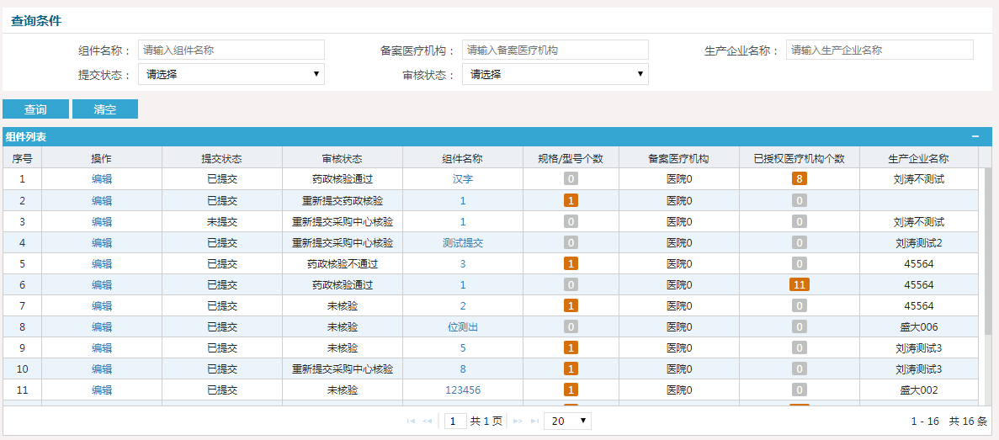 查询条件
组件名称： 请输入组件名称 备案医疗机构： 请输入备案医疗机构 生产企业名称： 请输入生产企业名称
提交状态： 请选择 审核状态： 请选择
查询 清空
组件列表
序号 操作 提交状态 审核状态 组件名称 规格/型号个数 备案医疗机构 已授权医疗机构个数 生产企业名称
1 编辑 已提交 药政核验通过 汉字 0 医院0 8 刘涛不测试
2 编辑 已提交 重新提交药政核验 1 1 医院0 0
3 编辑 未提交 重新提交采购中心核验 1 0 医院0 0 刘涛不测试
4 编辑 已提交 重新提交采购中心核验 测试提交 0 医院0 0 刘涛测试2
5 编辑 已提交 药政核验不通过 3 1 医院0 0 45564
6 编辑 已提交 药政核验通过 1 0 医院0 11 45564
7 编辑 已提交 未核验 2 1 医院0 0 45564
8 编辑 已提交 未核验 位测出 0 医院0 0 盛大006
9 编辑 已提交 未核验 5 1 医院0 0 刘涛测试3
10 编辑 已提交 重新提交采购中心核验 8 1 医院0 0 刘涛测试3
11 编辑 已提交 未核验 123456 1 医院0 0 盛大002
1 共 1 页 20 1 - 16 共 16 条